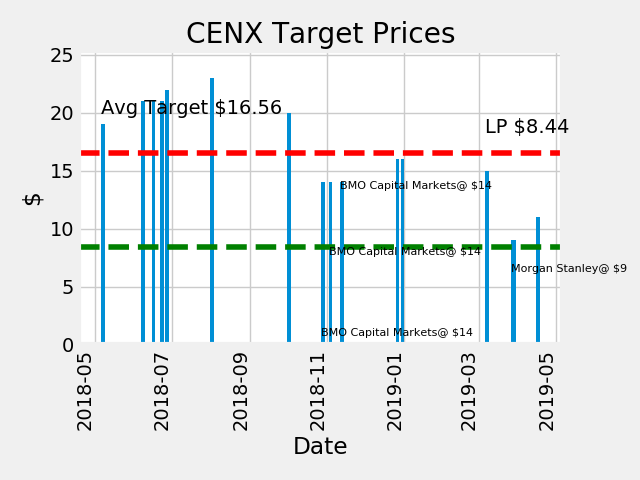 CENX Target Prices
25
Avg Target $16.56
20
LP $8.44
15
BMO Capital Markets@ $14
10
BMO Capital Markets@ $14
Morgan Stanley@ $9
5
BMO Capital Markets@ $14
0
$
2018-05
2018-07
2018-09
2018-11
2019-01
2019-03
2019-05
Date